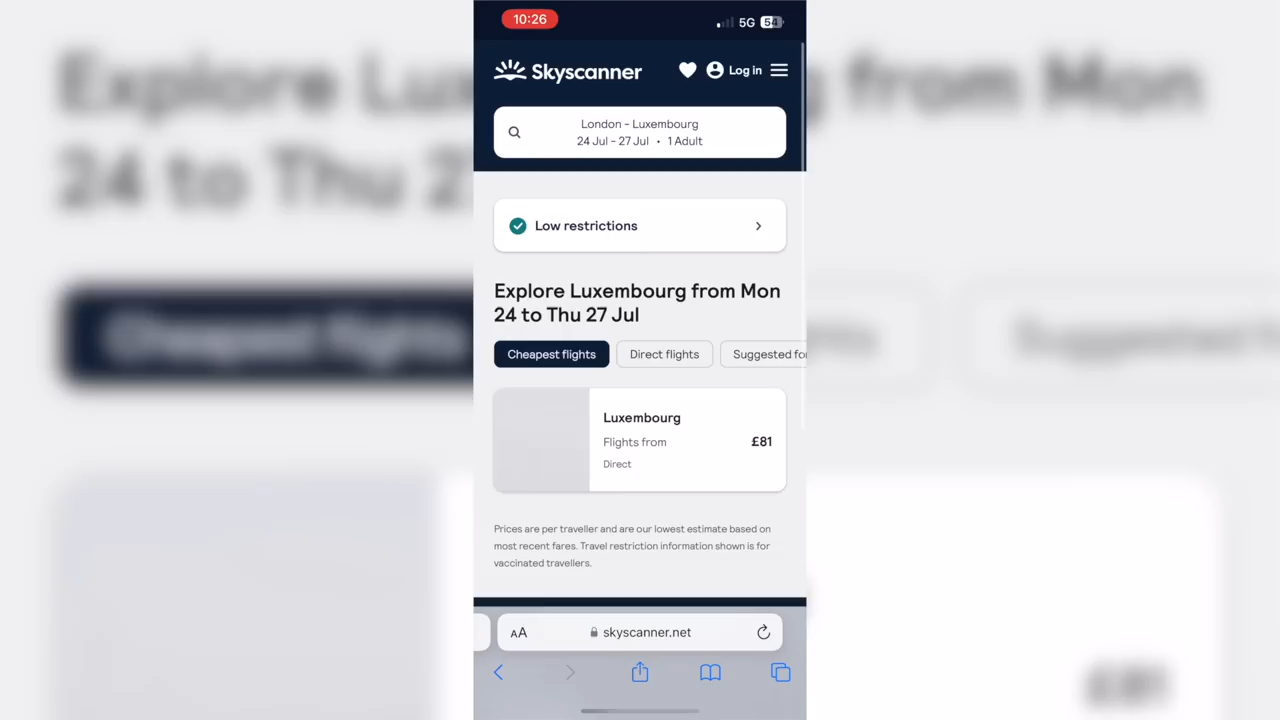 10:26
5G 54
Skyscanner
Log in
London - Luxembourg
24 Jul - 27 Jul • 1 Adult
Low restrictions
Explore Luxembourg from Mon
24 to Thu 27 Jul
Cheapest flights
Direct flights
Suggested for
Luxembourg
Flights from
£81
Direct
Prices are per traveller and are our lowest estimate based on
most recent fares. Travel restriction information shown is for
vaccinated travellers.
AA
skyscanner.net